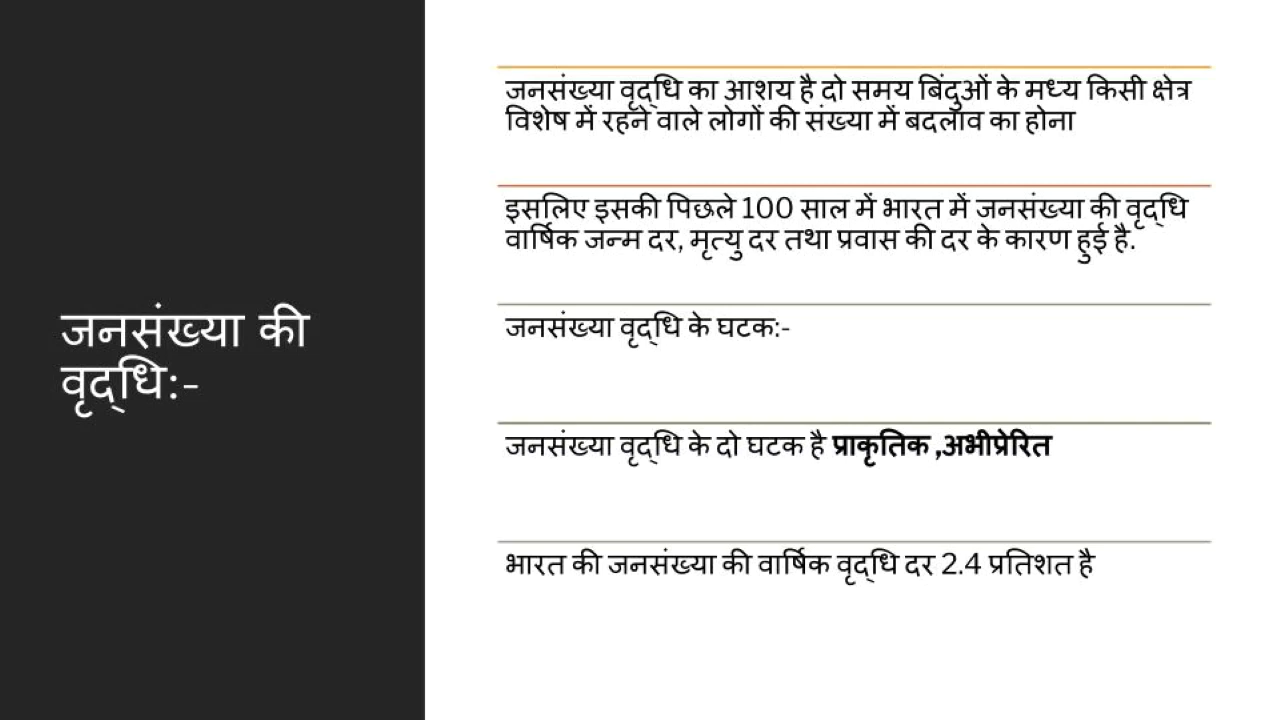 जनसंख्या की
वृद्धि:-
जनसंख्या वृद्धि का आशय है दो समय बिंदुओं के मध्य किसी क्षेत्र
विशेष में रहने वाले लोगों की संख्या में बदलाव का होना
इसलिए इसकी पिछले 100 साल में भारत में जनसंख्या की वृद्धि
वार्षिक जन्म दर, मृत्यु दर तथा प्रवास की दर के कारण हुई है.
जनसंख्या वृद्धि के घटक:-
जनसंख्या वृद्धि के दो घटक है प्राकृतिक ,अभीप्रेरित
भारत की जनसंख्या की वार्षिक वृद्धि दर 2.4 प्रतिशत है